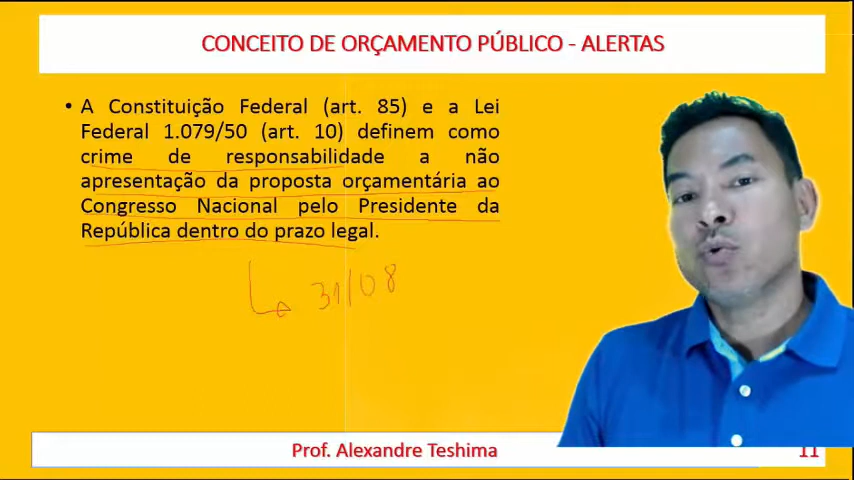 CONCEITO DE ORÇAMENTO PÚBLICO - ALERTAS
• A Constituição Federal (art. 85) e a Lei
Federal 1.079/50 (art. 10) definem como
crime de responsabilidade a não
apresentação da proposta orçamentária ao
Congresso Nacional pelo Presidente da
República dentro do prazo legal.
31/08
Prof. Alexandre Teshima
11